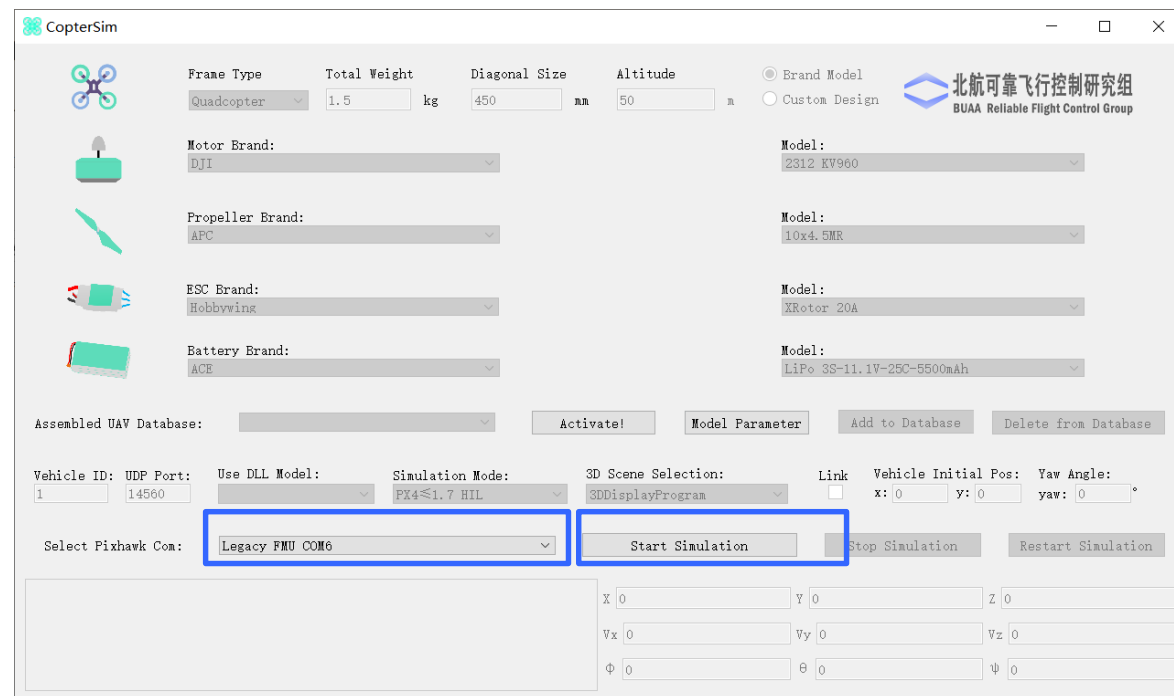 CopterSim
Frame Type Total Weight Diagonal Size Altitude
Quadcopter 1.5 kg 450 mm 50 m
Brand Model
Custom Design
北航可靠飞行控制研究组
BUAA Reliable Flight Control Group
Motor Brand: Model:
DJI 2312 KV960
Propeller Brand: Model:
APC 10x4.5MR
ESC Brand: Model:
Hobbywing XRotor 20A
Battery Brand: Model:
ACE LiPo 3S-11.1V-25C-5500mAh
Assembled UAV Database: Activate! Model Parameter Add to Database Delete from Database
Vehicle ID: UDP Port: Use DLL Model: Simulation Mode: 3D Scene Selection: Link Vehicle Initial Pos: Yaw Angle:
1 14560 PX4≤1.7 HIL 3DDisplayProgram x: 0 y: 0 yaw: 0 °
Select Pixhawk Com: Legacy FMU COM6 Start Simulation Stop Simulation Restart Simulation
X 0 Y 0 Z 0
Vx 0 Vy 0 Vz 0
Φ 0 θ 0 ψ 0